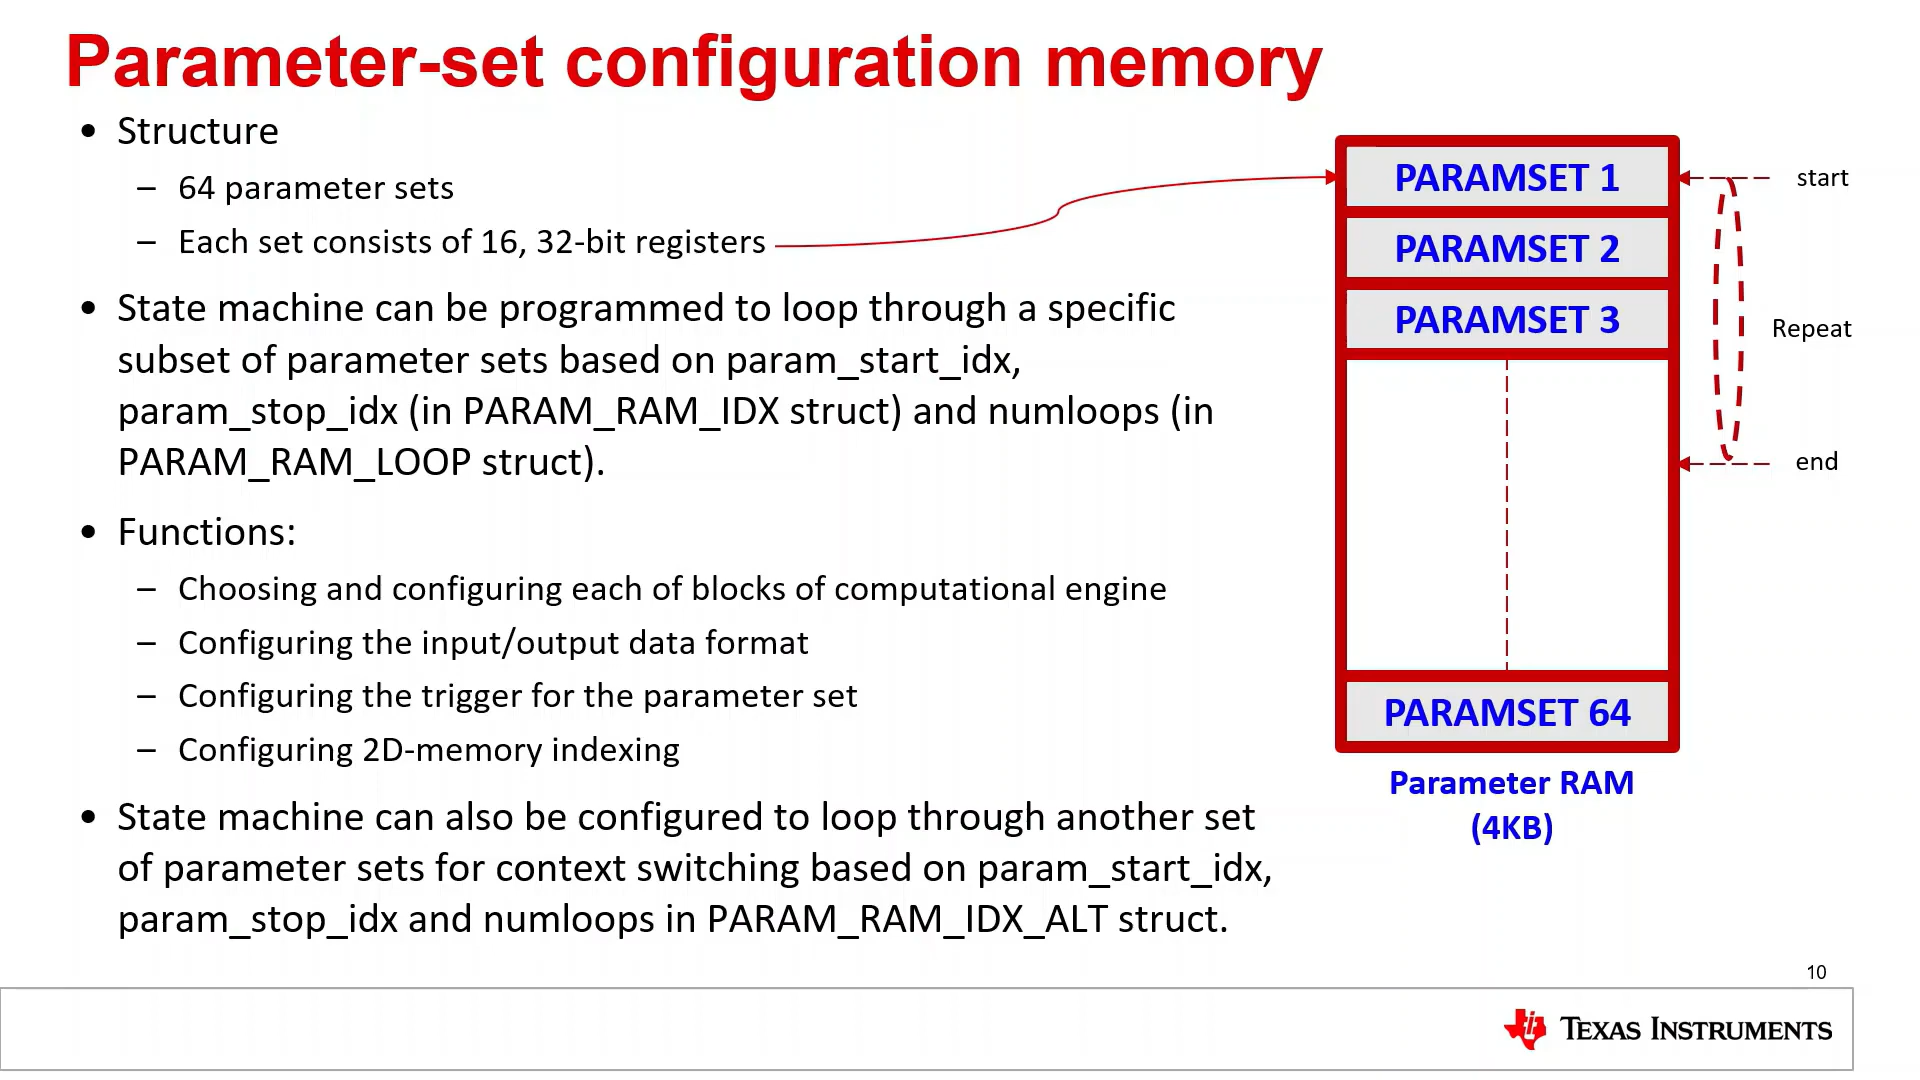 Parameter-set configuration memory
• Structure
– 64 parameter sets
– Each set consists of 16, 32-bit registers
• State machine can be programmed to loop through a specific
subset of parameter sets based on param_start_idx,
param_stop_idx (in PARAM_RAM_IDX struct) and numloops (in
PARAM_RAM_LOOP struct).
• Functions:
– Choosing and configuring each of blocks of computational engine
– Configuring the input/output data format
– Configuring the trigger for the parameter set
– Configuring 2D-memory indexing
• State machine can also be configured to loop through another set
of parameter sets for context switching based on param_start_idx,
param_stop_idx and numloops in PARAM_RAM_IDX_ALT struct.
PARAMSET 1
PARAMSET 2
PARAMSET 3
PARAMSET 64
start
Repeat
end
Parameter RAM
(4KB)
10
TEXAS INSTRUMENTS